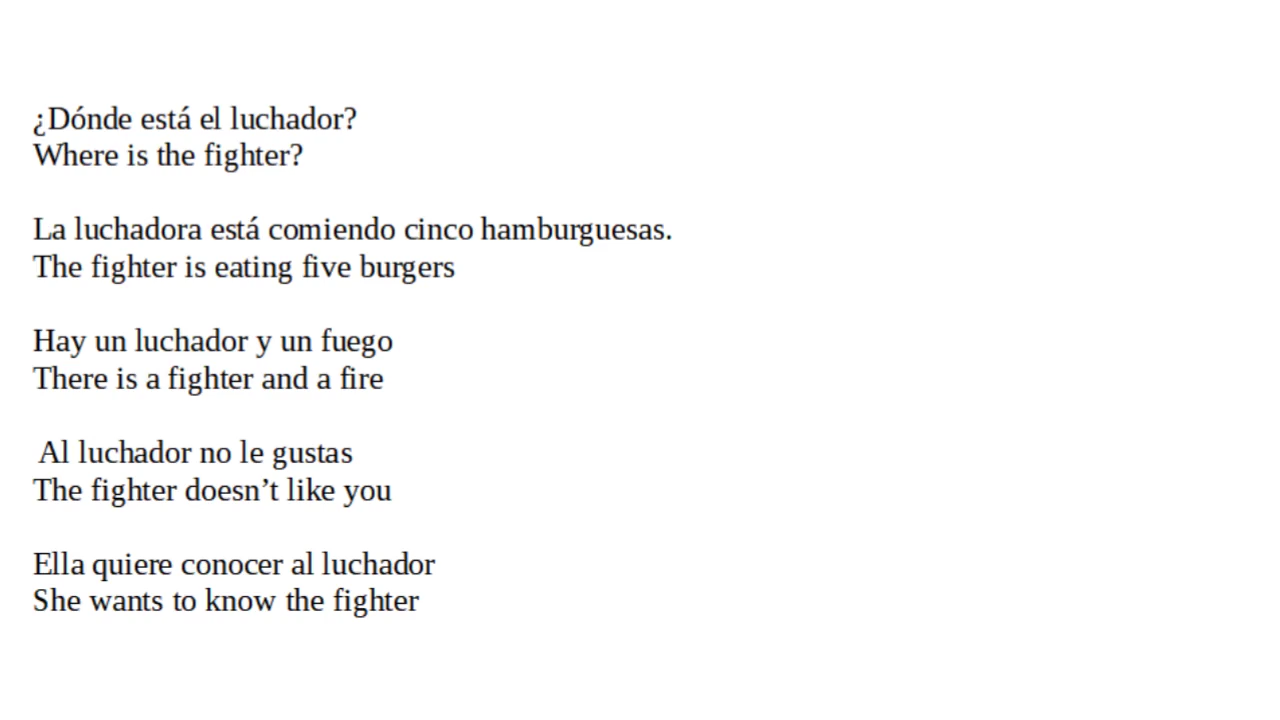 ¿Dónde está el luchador?
Where is the fighter?
La luchadora está comiendo cinco hamburguesas.
The fighter is eating five burgers
Hay un luchador y un fuego
There is a fighter and a fire
Al luchador no le gustas
The fighter doesn’t like you
Ella quiere conocer al luchador
She wants to know the fighter